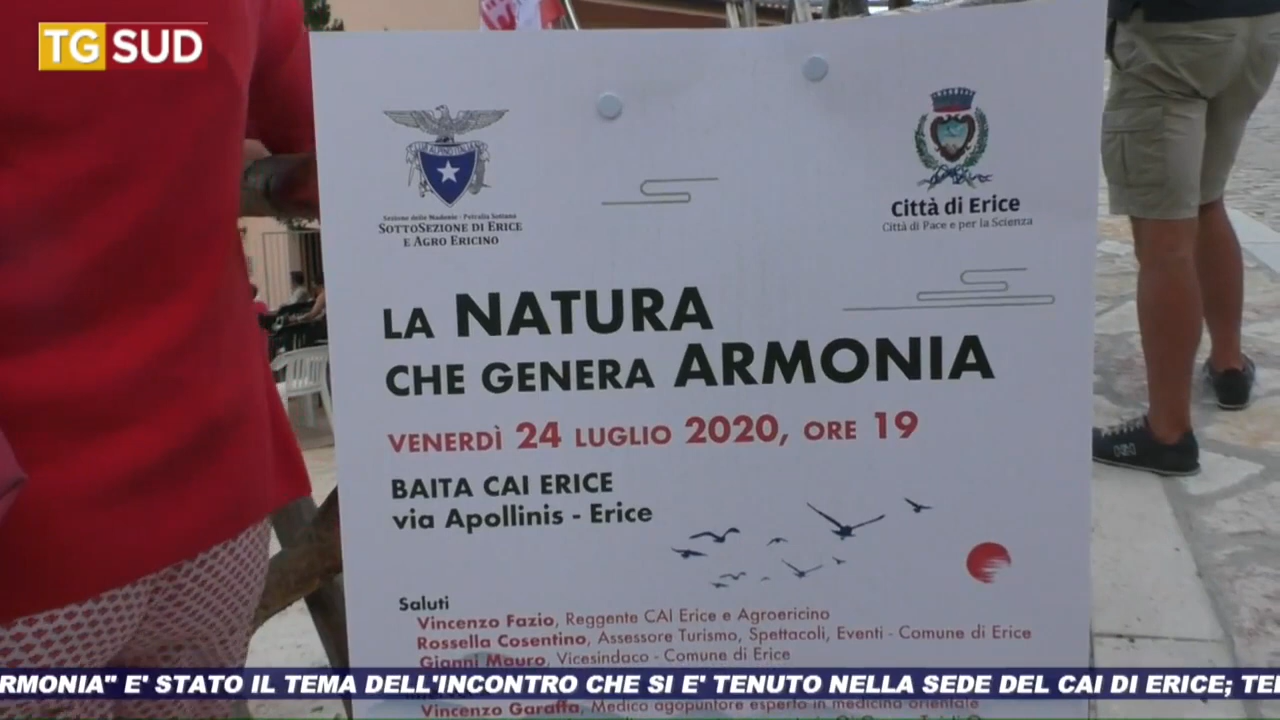 TG SUD
CLUB ALPINO ITALIANO
Sezione delle Madonie - Petralia Sottana
SOTTOSEZIONE DI ERICE
E AGRO ERICINO
Città di Erice
Città di Pace e per la Scienza
LA NATURA
CHE GENERA ARMONIA
VENERDÌ 24 LUGLIO 2020, ORE 19
BAITA CAI ERICE
via Apollinis - Erice
Saluti
Vincenzo Fazio, Reggente CAI Erice e Agroericino
Rossella Cosentino, Assessore Turismo, Spettacoli, Eventi - Comune di Erice
Gianni Mauro, Vicesindaco - Comune di Erice
RMONIA" E' STATO IL TEMA DELL'INCONTRO CHE SI E' TENUTO NELLA SEDE DEL CAI DI ERICE; TE
Vincenzo Garaffa, Medico agopuntore esperto in medicina orientale